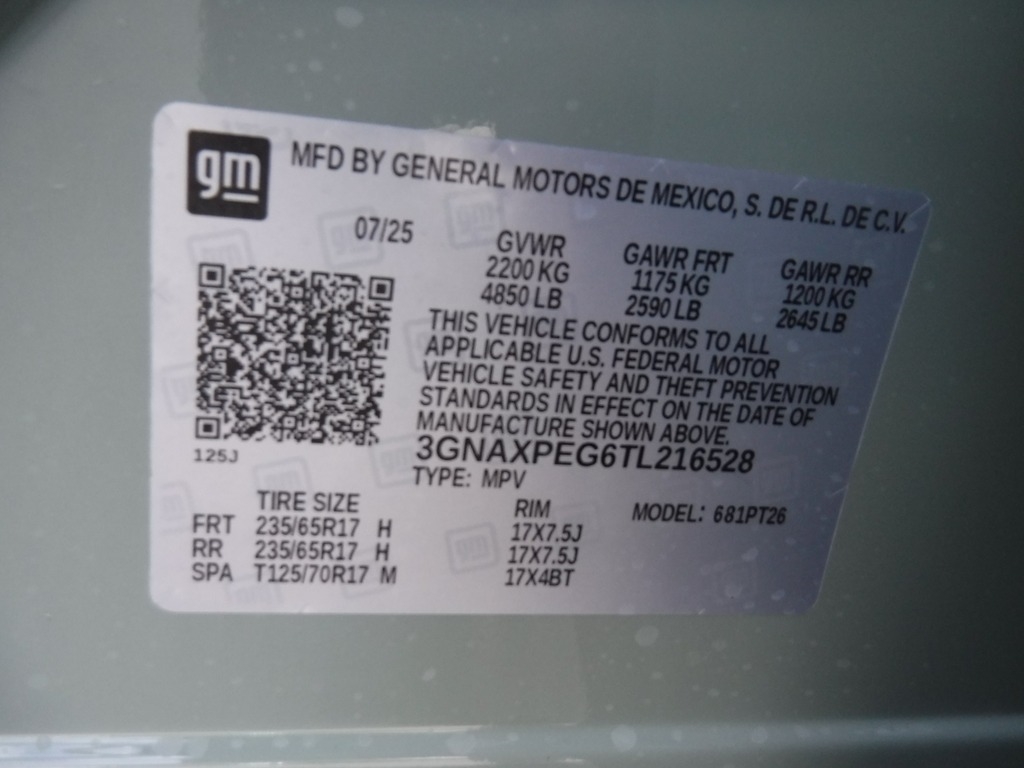 gm
MFD BY GENERAL MOTORS DE MEXICO, S. DE R.L. DE C.V.
07/25
GVWR GAWR FRT GAWR RR
2200 KG 1175 KG 1200 KG
4850 LB 2590 LB 2645 LB
THIS VEHICLE CONFORMS TO ALL
APPLICABLE U.S. FEDERAL MOTOR
VEHICLE SAFETY AND THEFT PREVENTION
STANDARDS IN EFFECT ON THE DATE OF
MANUFACTURE SHOWN ABOVE.
125J
3GNAXPEG6TL216528
TYPE: MPV
TIRE SIZE RIM MODEL: 681PT26
FRT 235/65R17 H 17X7.5J
RR 235/65R17 H 17X7.5J
SPA T125/70R17 M 17X4BT